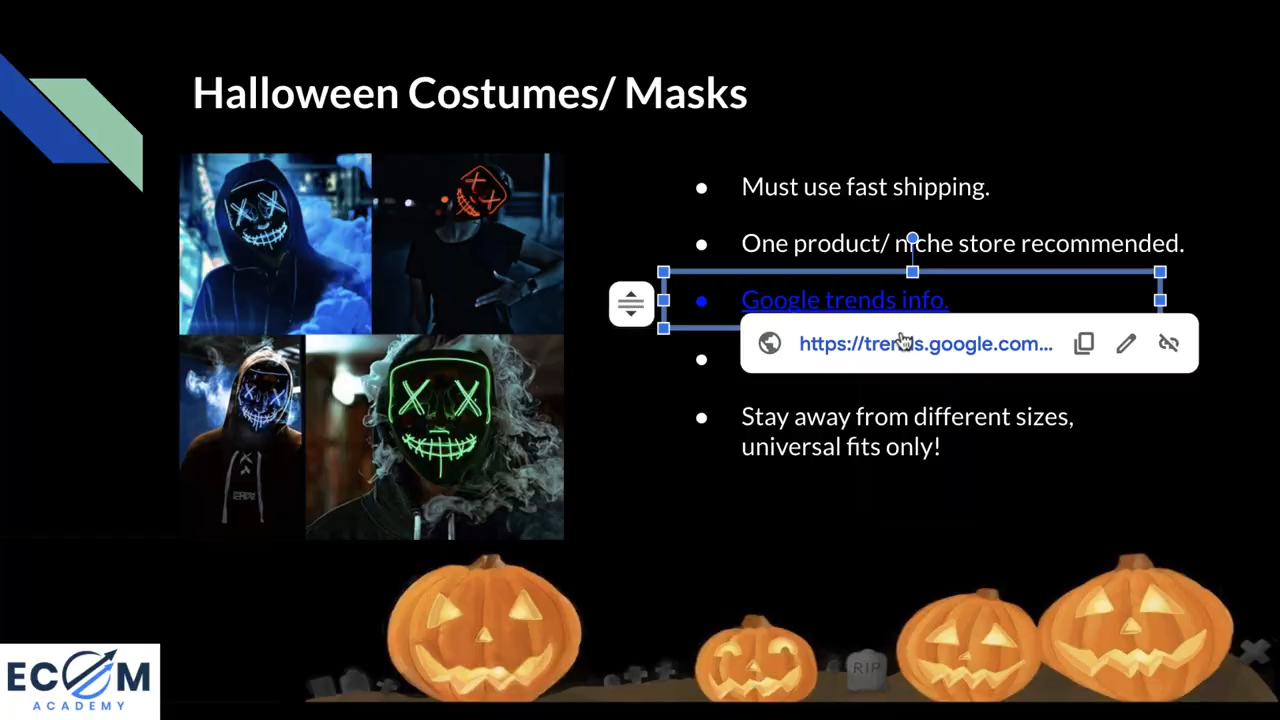 Halloween Costumes/ Masks
● Must use fast shipping.
● One product/ niche store recommended.
● Google trends info.
https://trends.google.com...
●
● Stay away from different sizes,
universal fits only!
RIP
ECOM
ACADEMY